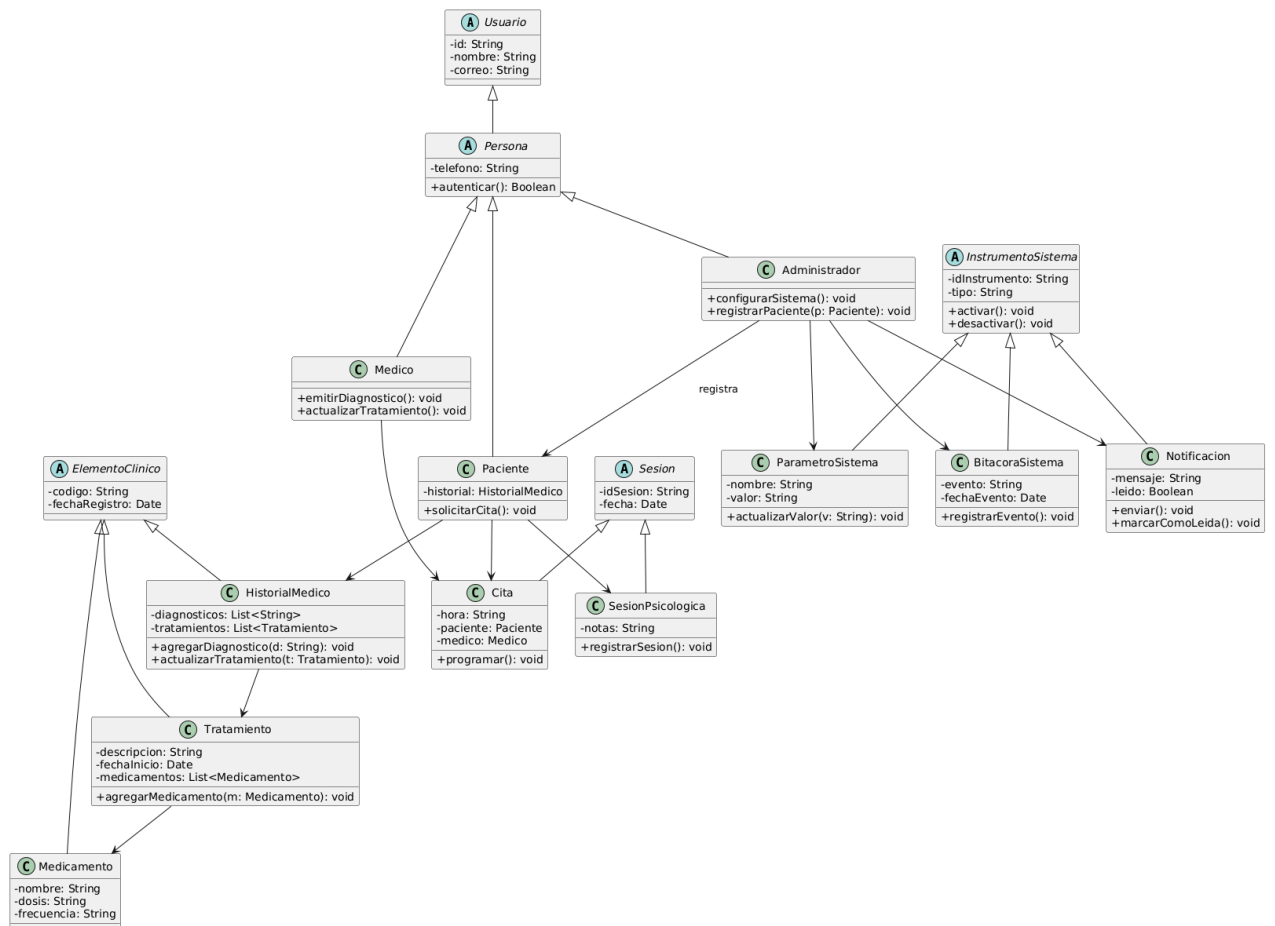 A Usuario
-id: String
-nombre: String
-correo: String
A Persona
-telefono: String
+autenticar(): Boolean
C Administrador
+configurarSistema(): void
+registrarPaciente(p: Paciente): void
A InstrumentoSistema
-idInstrumento: String
-tipo: String
+activar(): void
+desactivar(): void
C Medico
+emitirDiagnostico(): void
+actualizarTratamiento(): void
registra
A ElementoClinico
-codigo: String
-fechaRegistro: Date
C Paciente
-historial: HistorialMedico
+solicitarCita(): void
A Sesion
-idSesion: String
-fecha: Date
C ParametroSistema
-nombre: String
-valor: String
+actualizarValor(v: String): void
C BitacoraSistema
-evento: String
-fechaEvento: Date
+registrarEvento(): void
C Notificacion
-mensaje: String
-leido: Boolean
+enviar(): void
+marcarComoLeida(): void
C HistorialMedico
-diagnosticos: List<String>
-tratamientos: List<Tratamiento>
+agregarDiagnostico(d: String): void
+actualizarTratamiento(t: Tratamiento): void
C Cita
-hora: String
-paciente: Paciente
-medico: Medico
+programar(): void
C SesionPsicologica
-notas: String
+registrarSesion(): void
C Tratamiento
-descripcion: String
-fechaInicio: Date
-medicamentos: List<Medicamento>
+agregarMedicamento(m: Medicamento): void
C Medicamento
-nombre: String
-dosis: String
-frecuencia: String